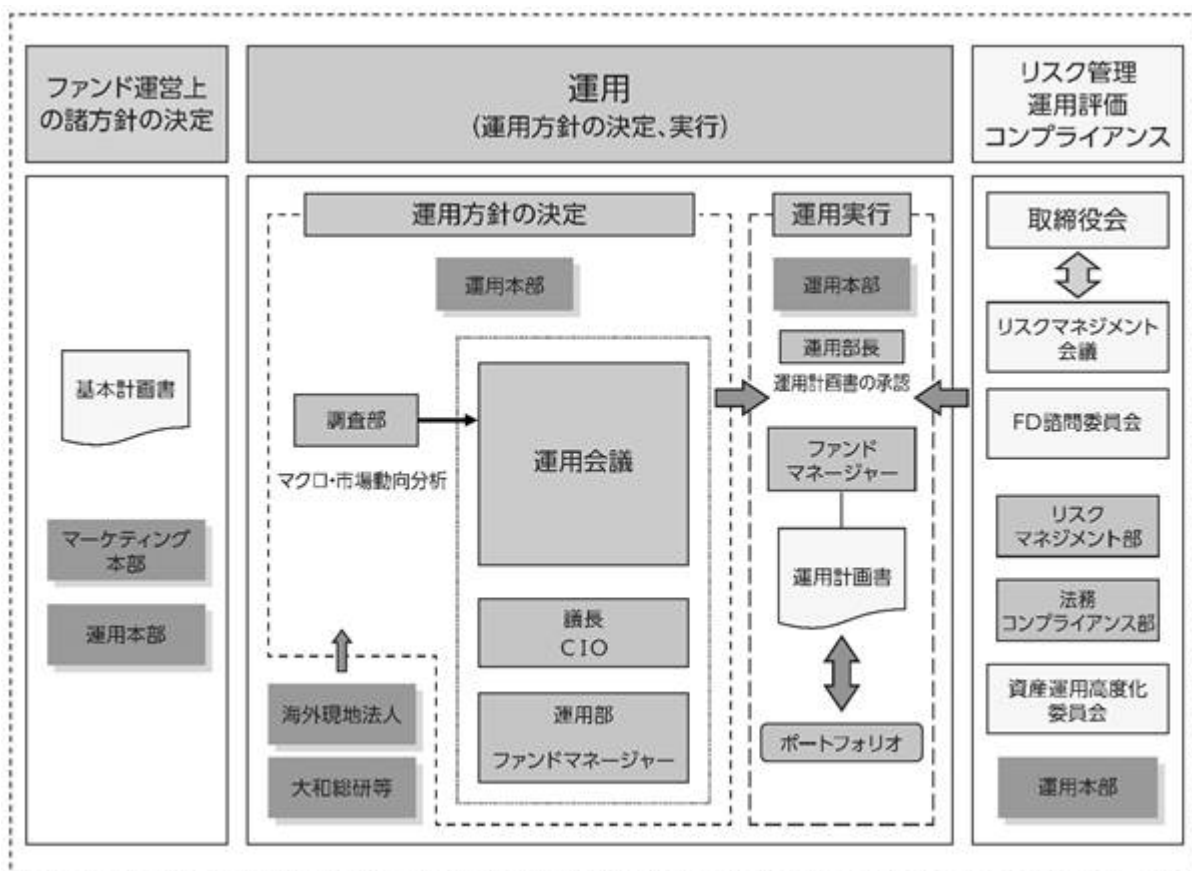 ファンド運営上
の諸方針の決定
運用
(運用方針の決定、実行)
リスク管理
運用評価
コンプライアンス
基本計画書
マーケティング
本部
運用本部
運用方針の決定
運用本部
調査部
マクロ・市場動向分析
運用会議
議長
CIO
運用部
ファンドマネージャー
海外現地法人
大和総研等
運用実行
運用本部
運用部長
運用計画書の承認
ファンド
マネージャー
運用計画書
ポートフォリオ
取締役会
リスクマネジメント
会議
FD諮問委員会
リスク
マネジメント部
法務
コンプライアンス部
資産運用高度化
委員会
運用本部